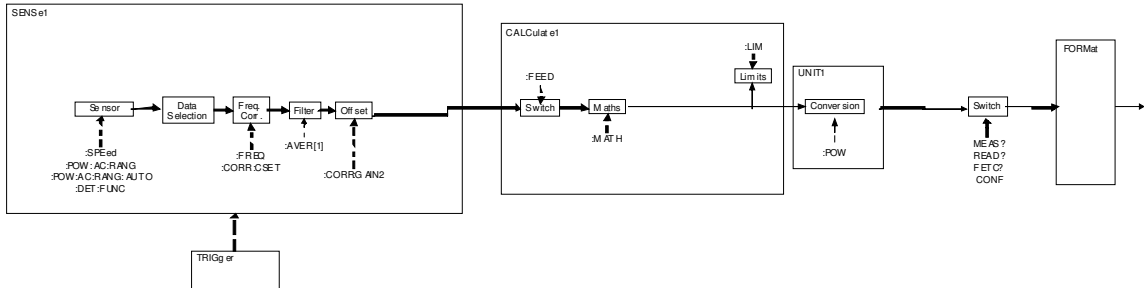 SENSe1
Sensor
Data
Selection
Freq.
Corr.
Filter
Offset
:SPEed
:POW:AC:RANG
:POW:AC:RANG:AUTO
:DET:FUNC
:FREQ
:CORR:CSET
:AVER[1]
:CORRGAIN2
TRIGger
CALCulate1
:FEED
Switch
Maths
:MATH
:LIM
Limits
UNIT1
Conversion
:POW
Switch
MEAS?
READ?
FETC?
CONF
FORMat